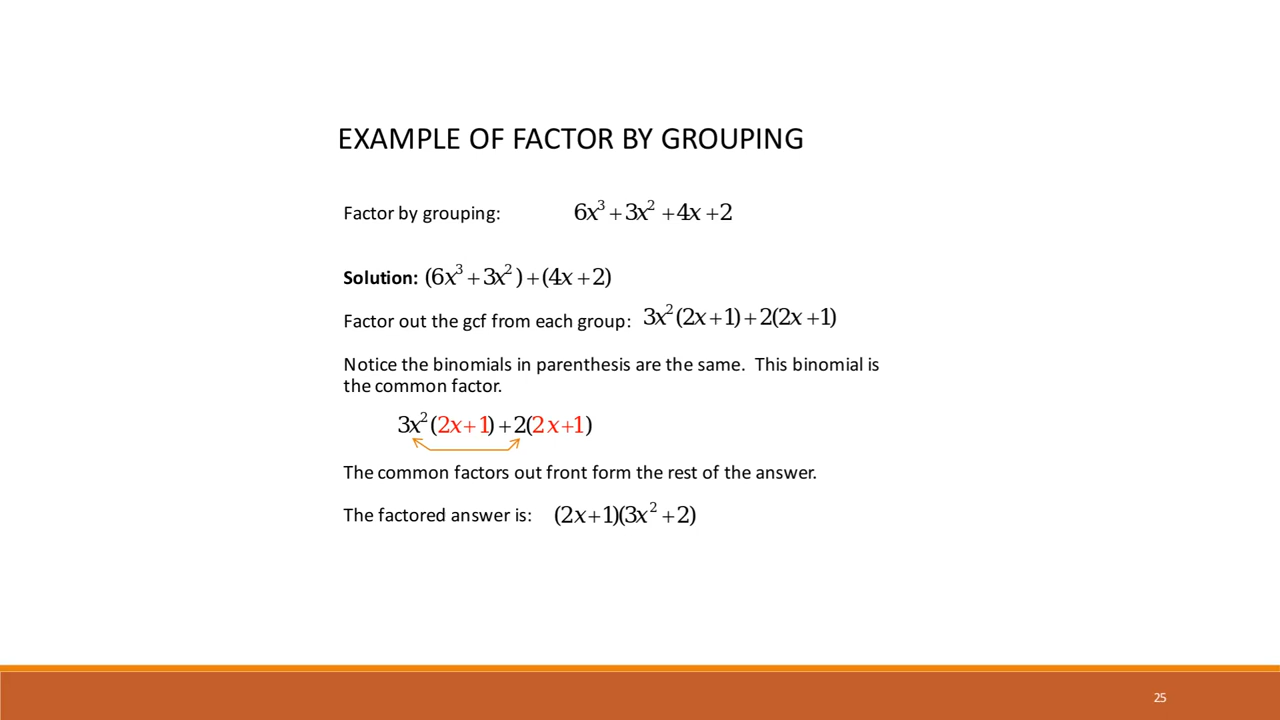 EXAMPLE OF FACTOR BY GROUPING
Factor by grouping: 6x³ + 3x² + 4x + 2
Solution: (6x³ + 3x²) + (4x + 2)
Factor out the gcf from each group: 3x²(2x + 1) + 2(2x + 1)
Notice the binomials in parenthesis are the same. This binomial is
the common factor.
3x²(2x + 1) + 2(2x + 1)
The common factors out front form the rest of the answer.
The factored answer is: (2x + 1)(3x² + 2)
25